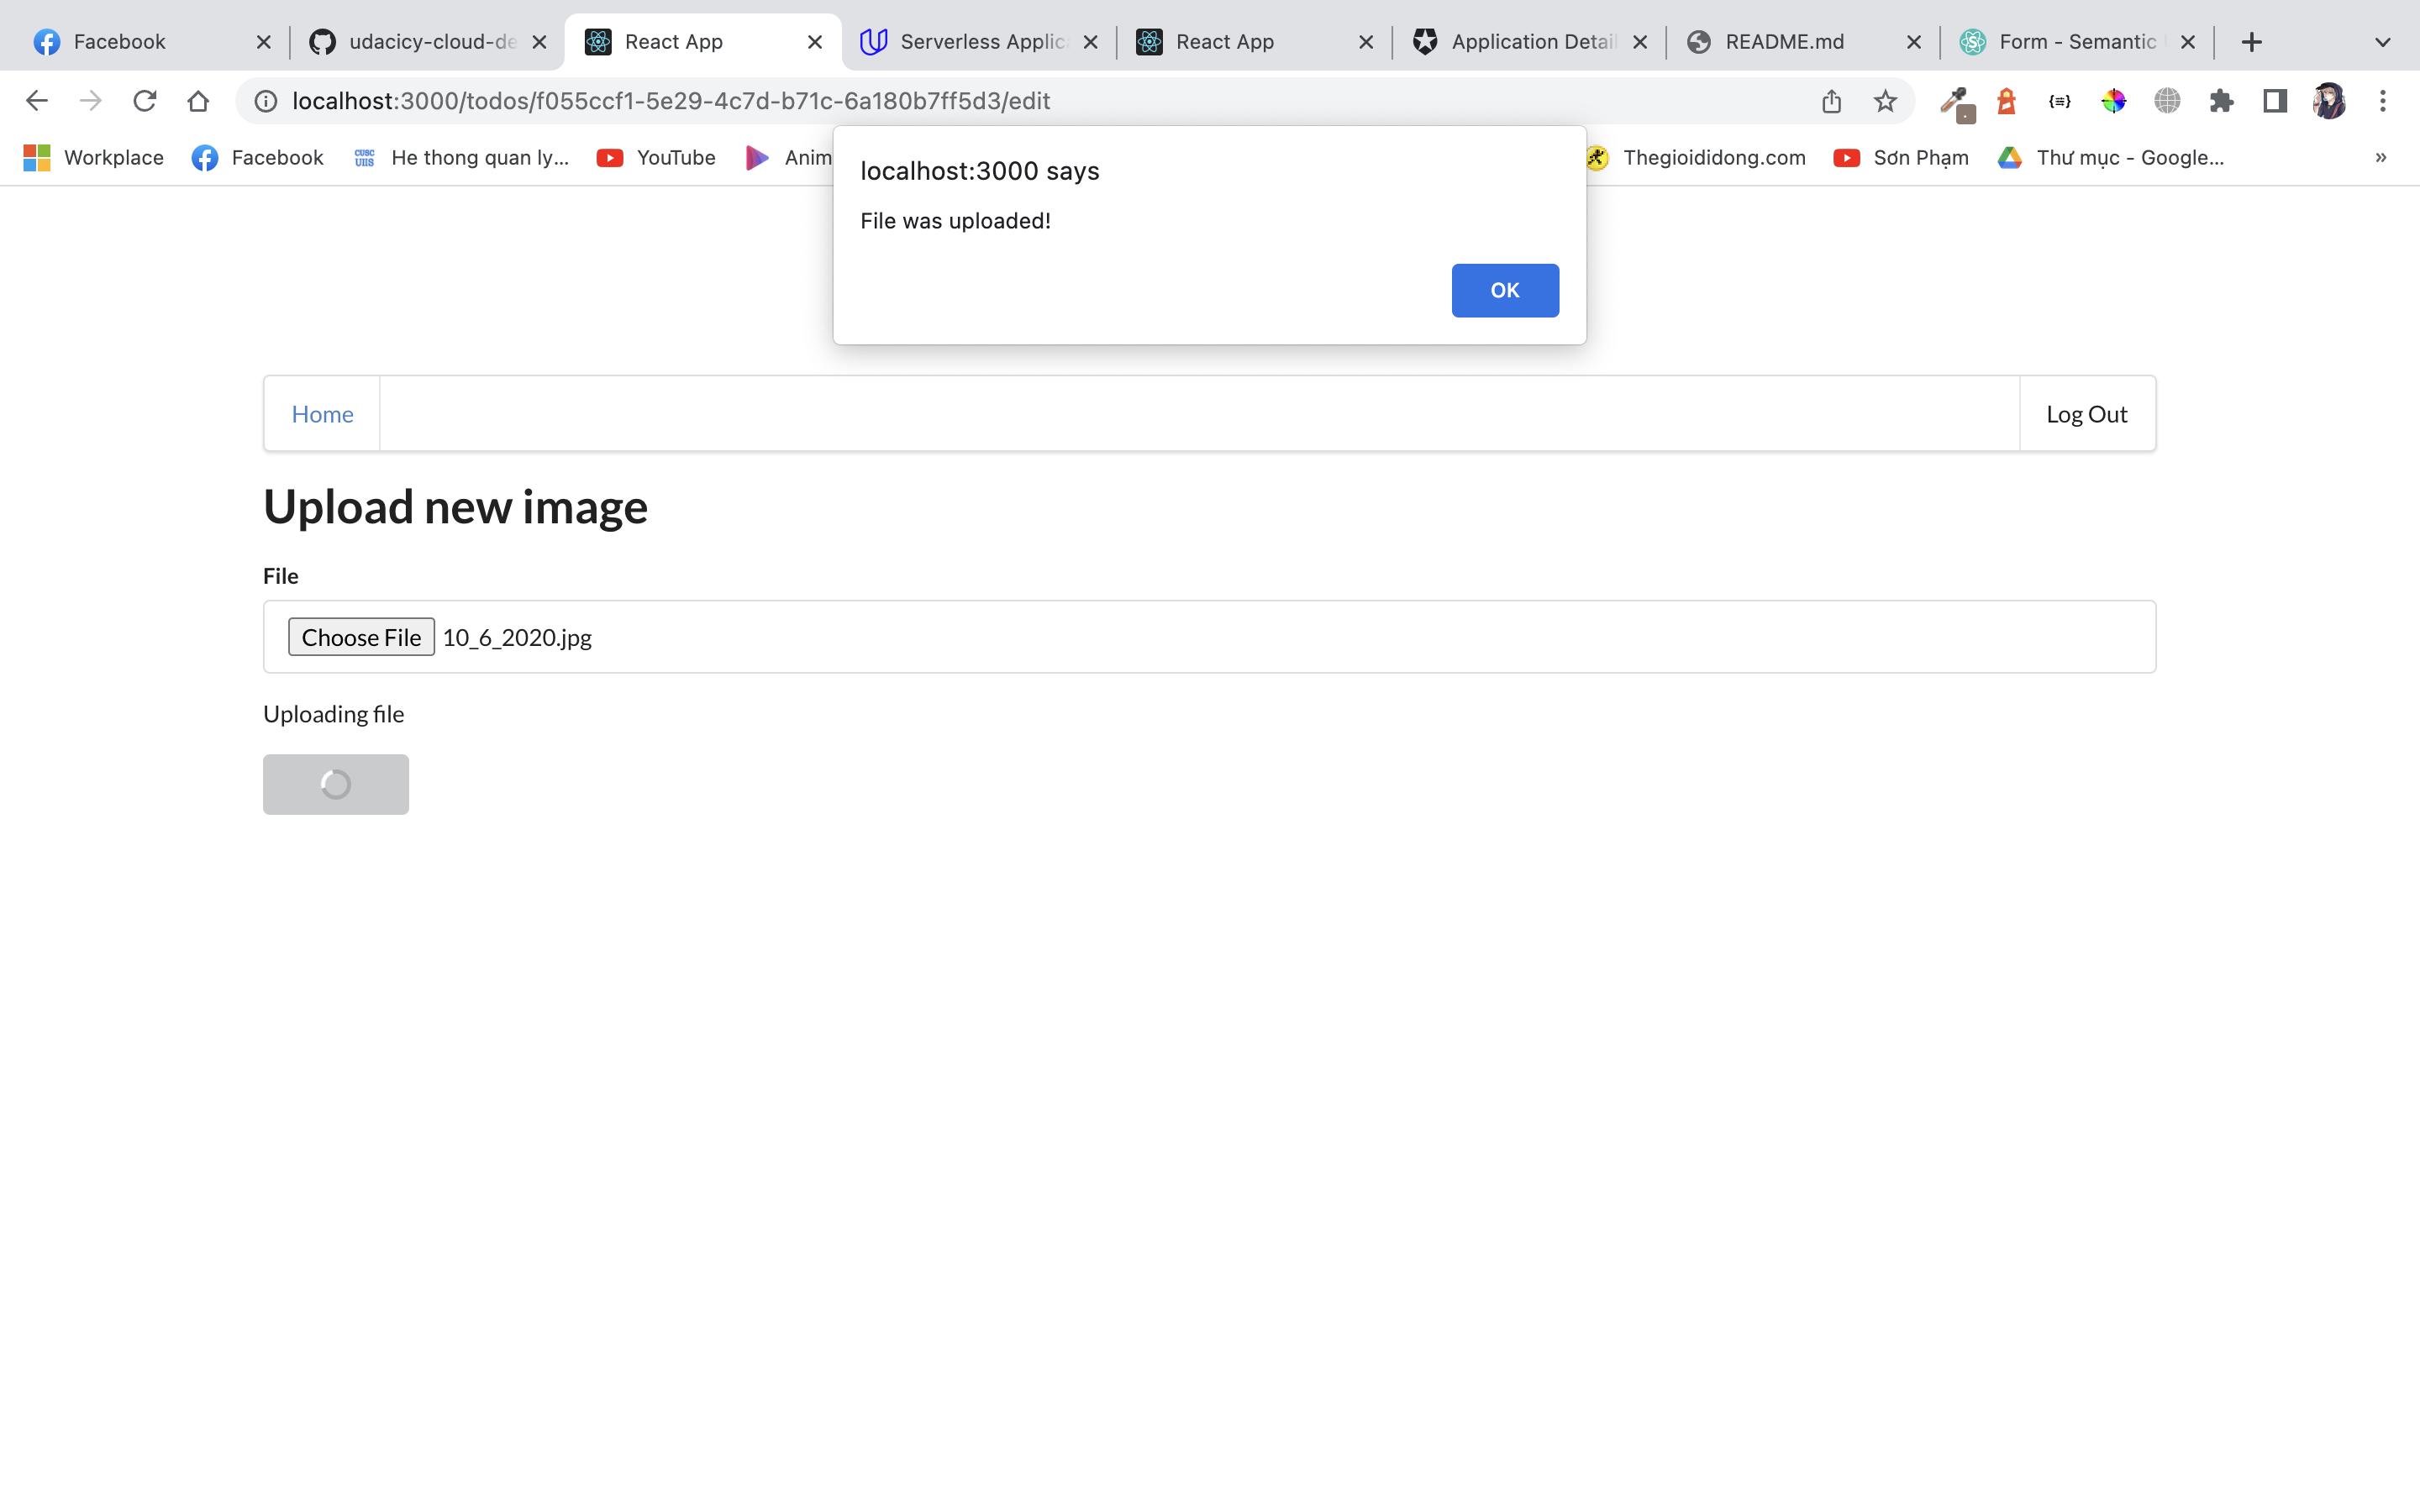 Facebook
udacicy-cloud-de
React App
Serverless Applic
React App
Application Detail
README.md
Form - Semantic
localhost:3000/todos/f055ccf1-5e29-4c7d-b71c-6a180b7ff5d3/edit
Workplace
Facebook
CUSC UIIS
He thong quan ly...
YouTube
Anim
Thegioididong.com
Sơn Phạm
Thư mục - Google...
localhost:3000 says
File was uploaded!
OK
Home
Log Out
Upload new image
File
Choose File 10_6_2020.jpg
Uploading file